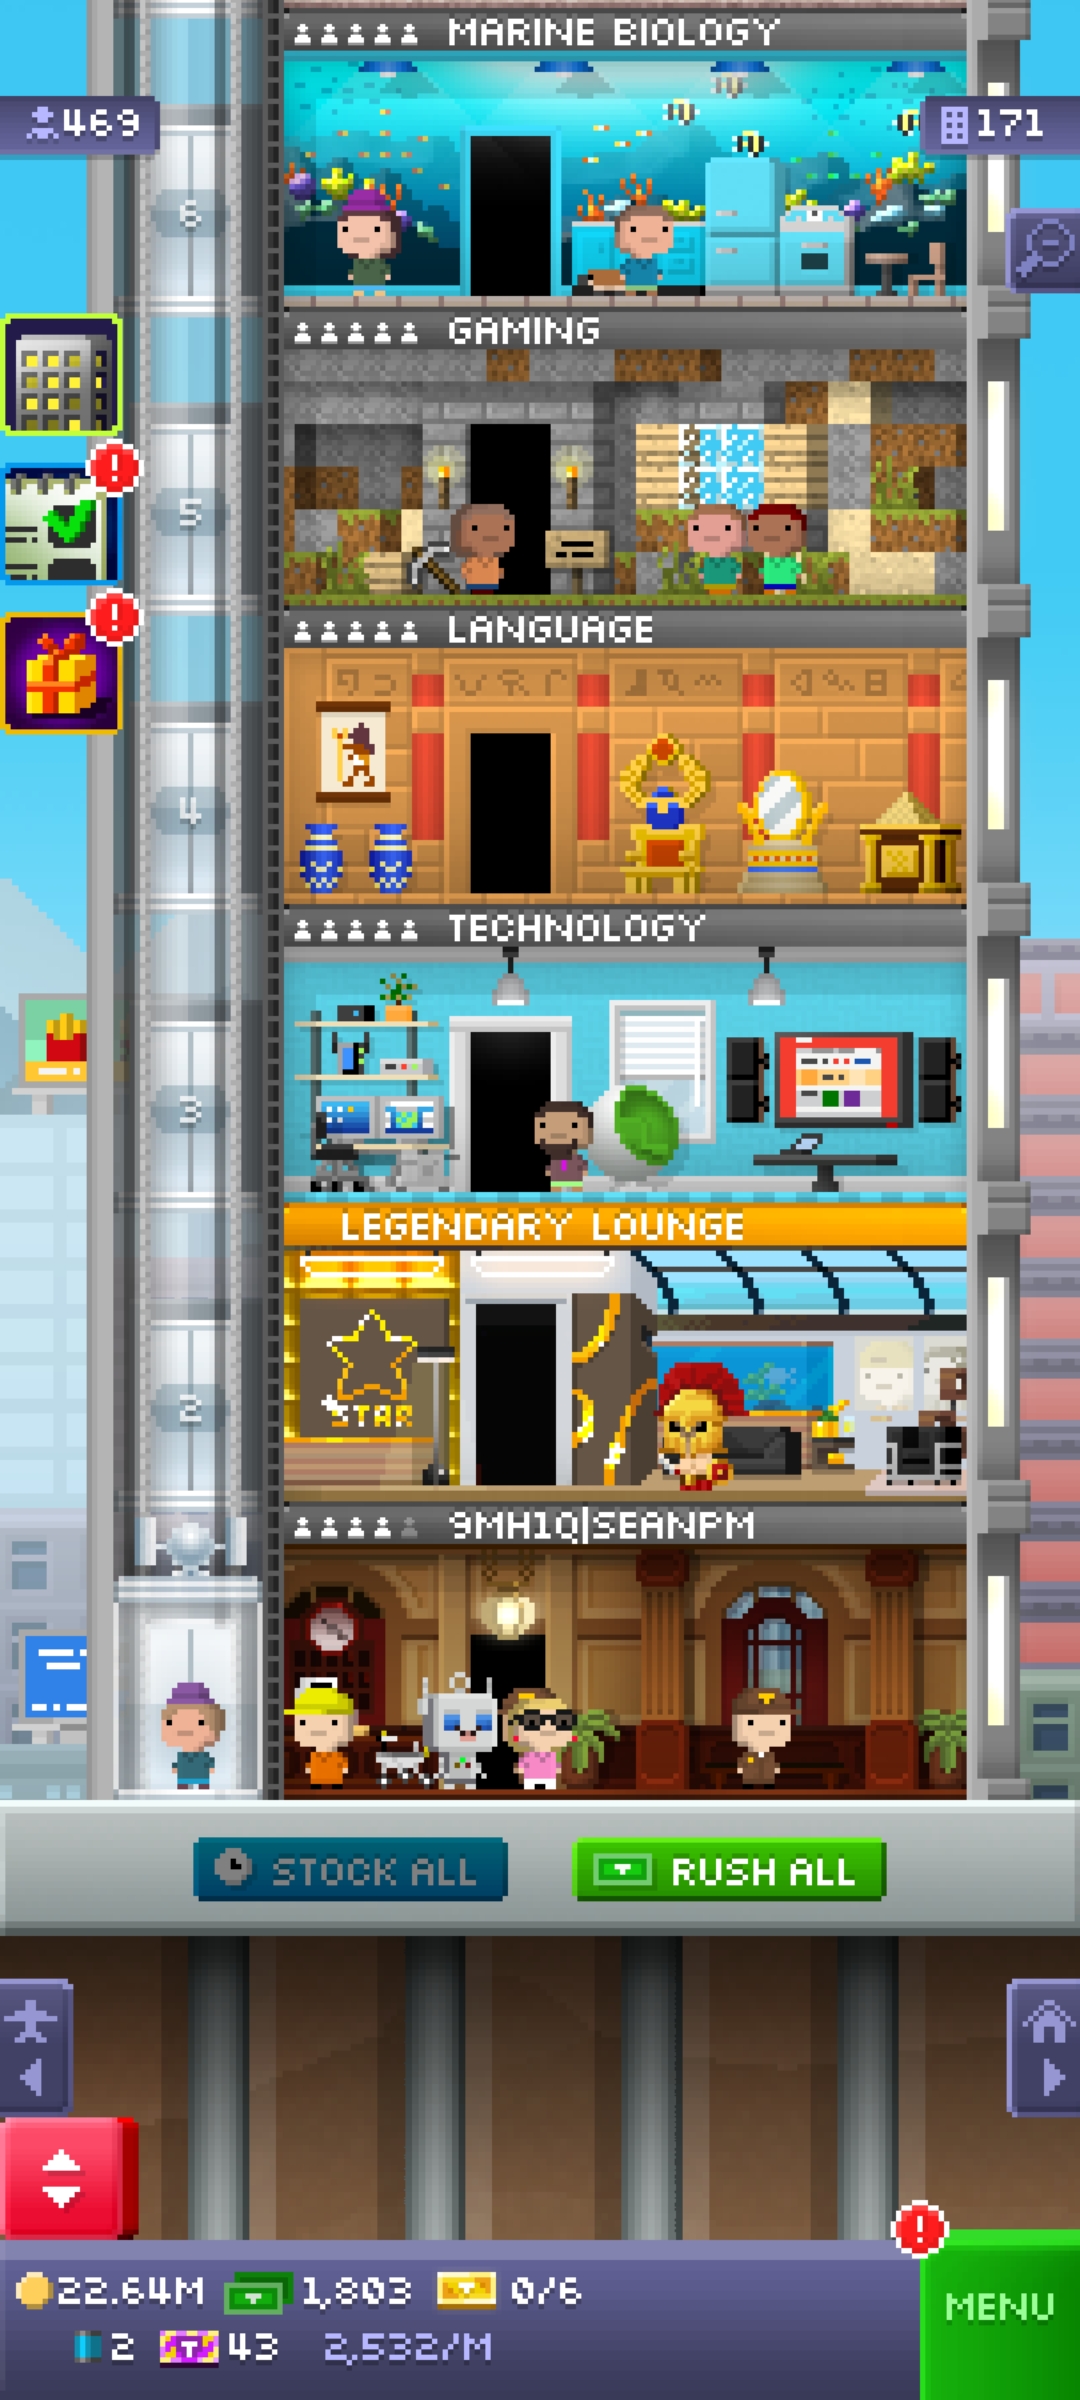 MARINE BIOLOGY
469
171
6
GAMING
5
LANGUAGE
4
TECHNOLOGY
3
LEGENDARY LOUNGE
STAR
2
9MH1Q|SEANPM
STOCK ALL
RUSH ALL
22.64M 1,803 0/6
2 43 2,532/M
MENU